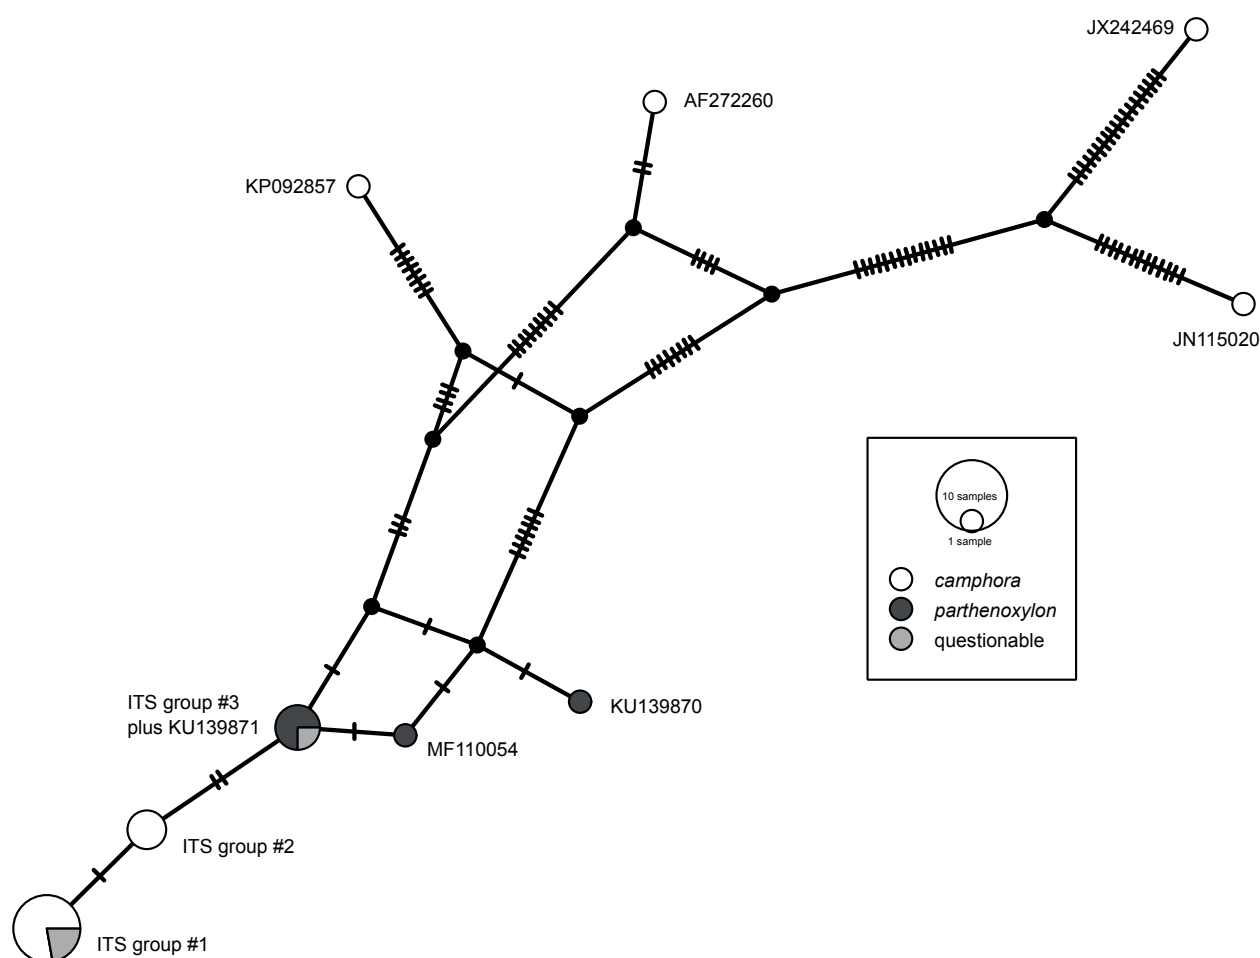 JX242469
AF272260
KP092857
JN115020
10 samples
1 sample
camphora
parthenoxylon
questionable
ITS group #3
plus KU139871
KU139870
MF110054
ITS group #2
ITS group #1